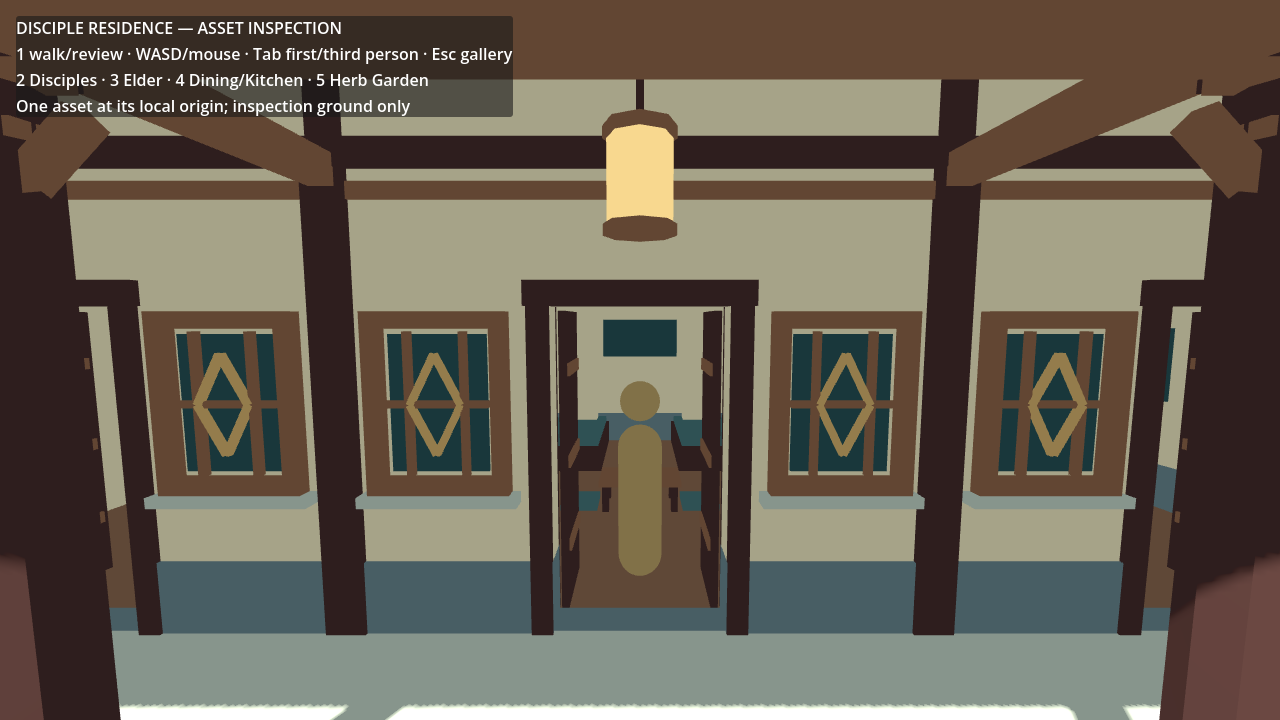 DISCIPLE RESIDENCE — ASSET INSPECTION
1 walk/review · WASD/mouse · Tab first/third person · Esc gallery
2 Disciples · 3 Elder · 4 Dining/Kitchen · 5 Herb Garden
One asset at its local origin; inspection ground only